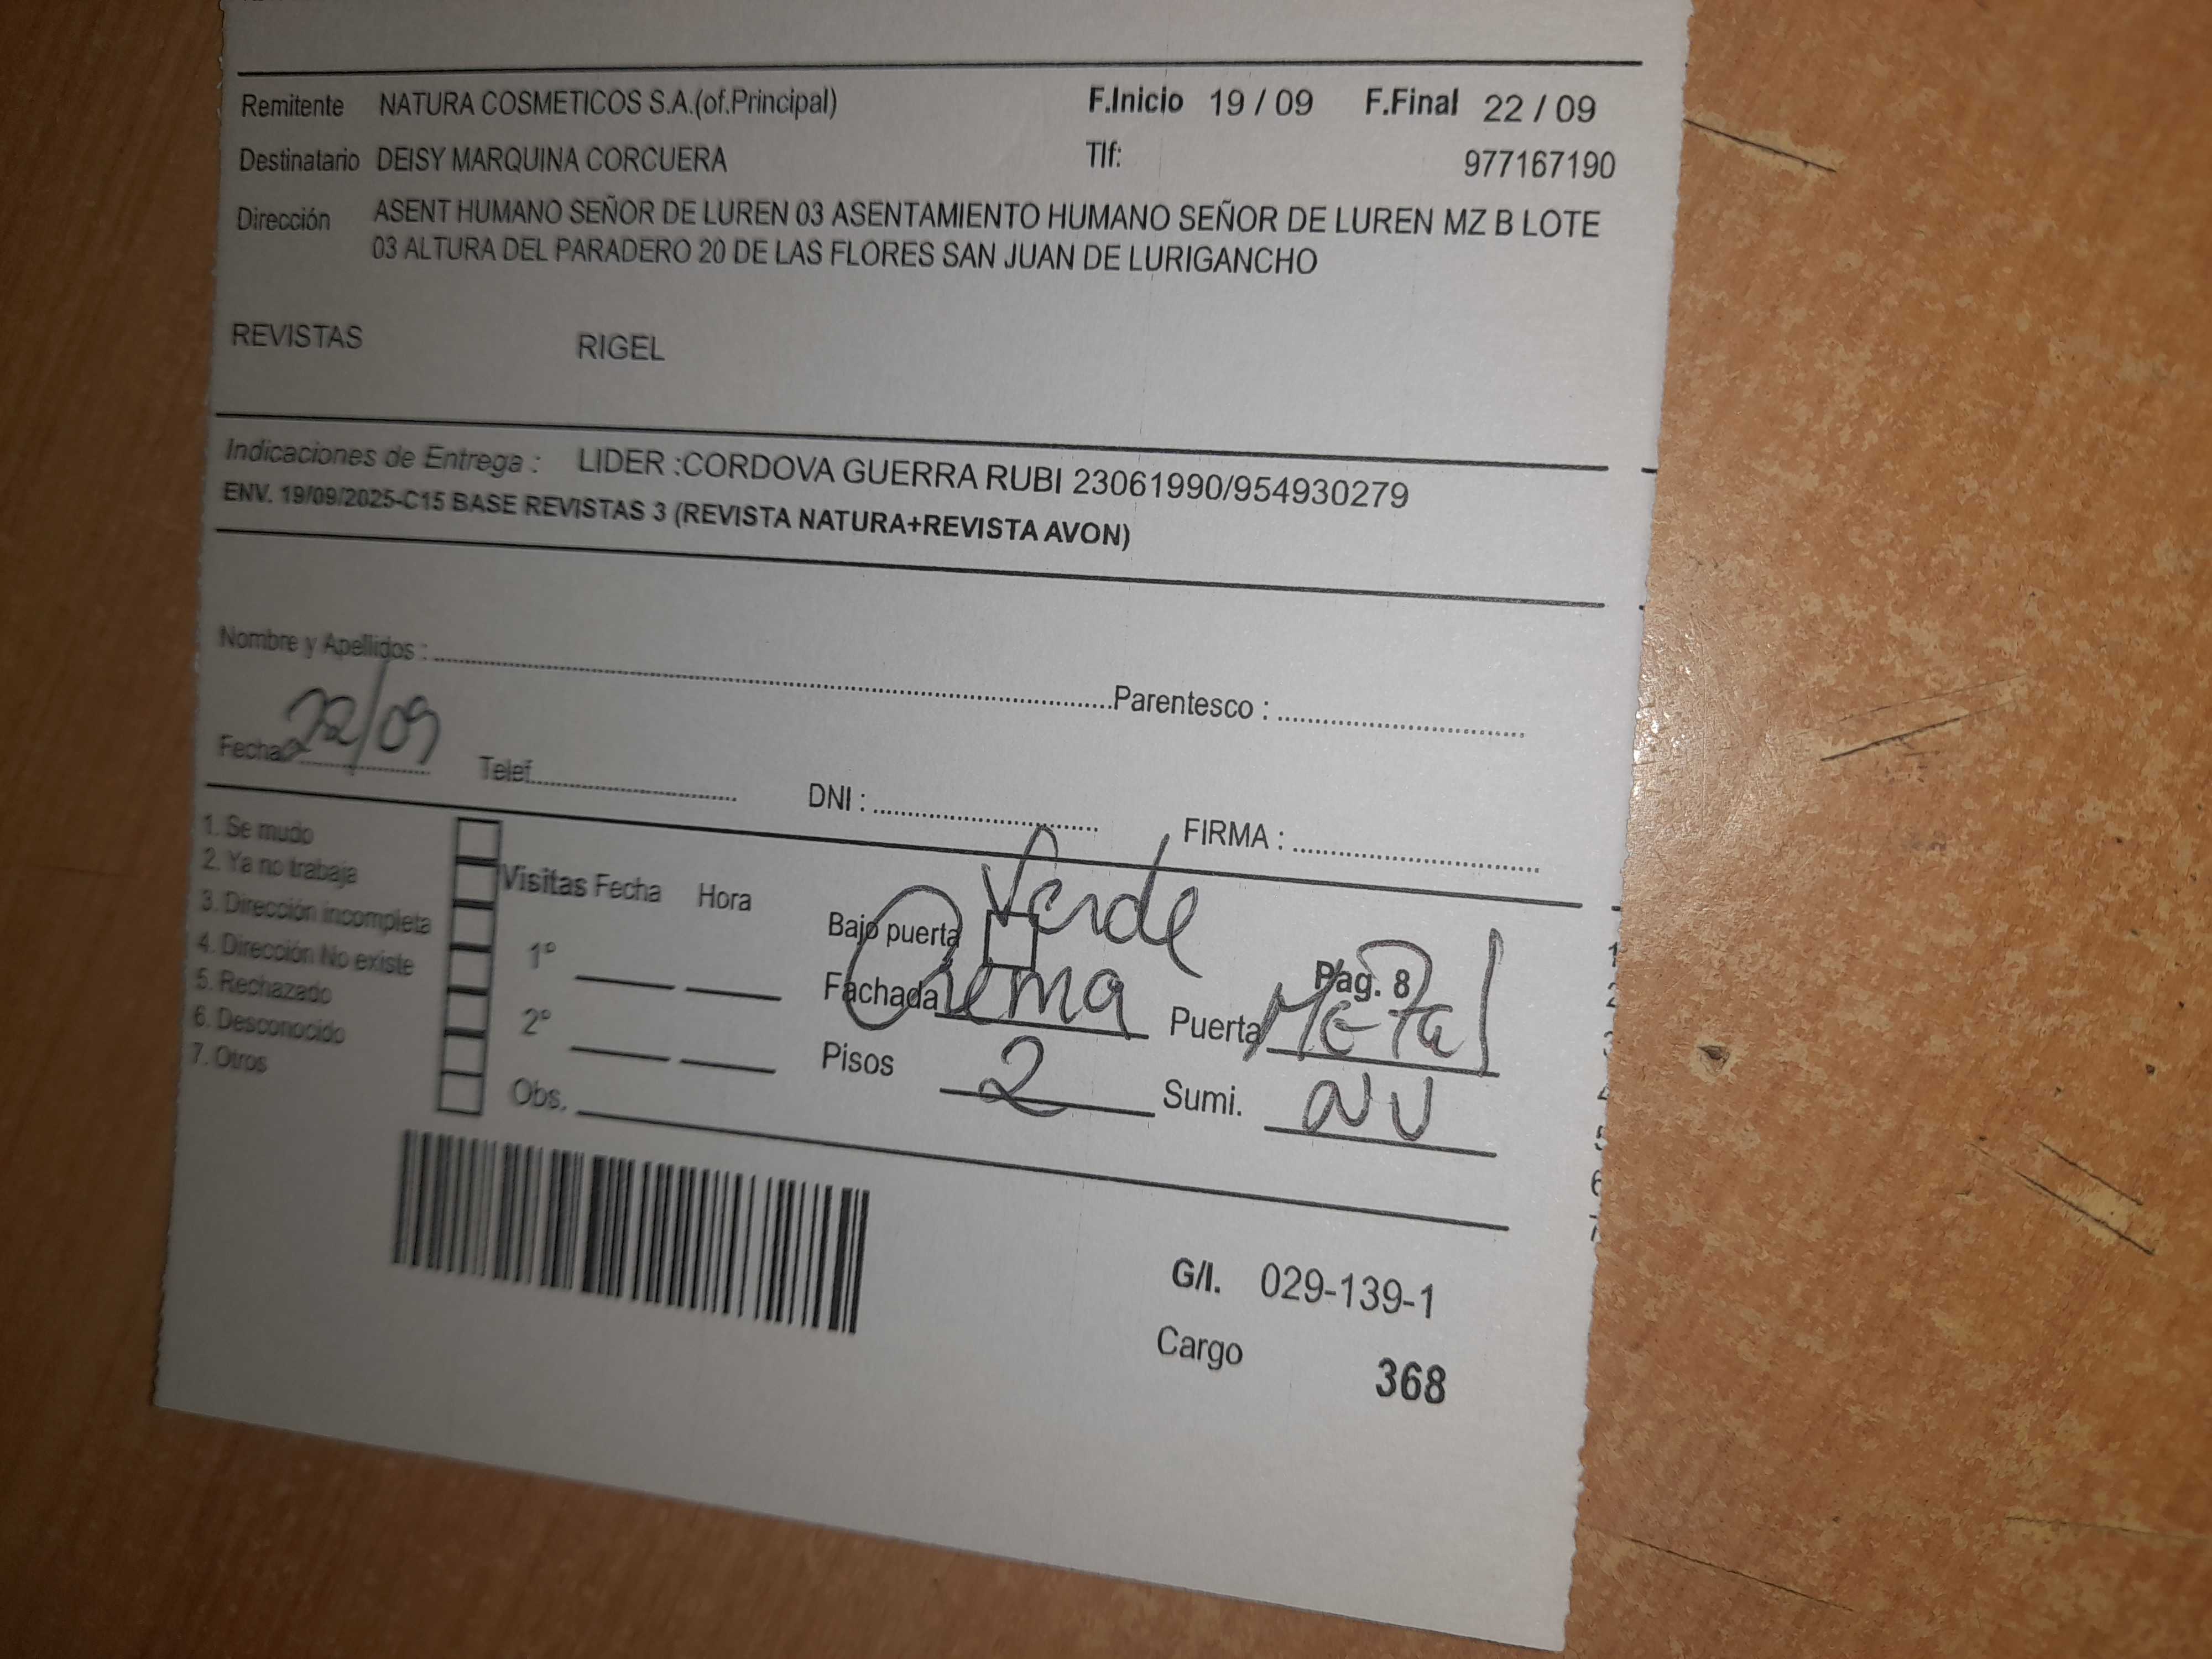 Remitente NATURA COSMETICOS S.A.(of.Principal) F.Inicio 19 / 09 F.Final 22 / 09
Destinatario DEISY MARQUINA CORCUERA Tlf: 977167190
Dirección ASENT HUMANO SEÑOR DE LUREN 03 ASENTAMIENTO HUMANO SEÑOR DE LUREN MZ B LOTE
03 ALTURA DEL PARADERO 20 DE LAS FLORES SAN JUAN DE LURIGANCHO
REVISTAS RIGEL
Indicaciones de Entrega : LIDER :CORDOVA GUERRA RUBI 23061990/954930279
ENV. 19/09/2025-C15 BASE REVISTAS 3 (REVISTA NATURA+REVISTA AVON)
Nombre y Apellidos : Parentesco :
Fecha 22/09 Telef. DNI : FIRMA :
1. Se mudo
2. Ya no trabaja
3. Dirección incompleta
4. Dirección No existe
5. Rechazado
6. Desconocido
7. Otros
Visitas Fecha Hora
1º
2º
Obs.
Verde
Bajo puerta Pag. 8
Fachada Crema Puerta Metal
Pisos 2 Sumi.
G/I. 029-139-1
Cargo 368